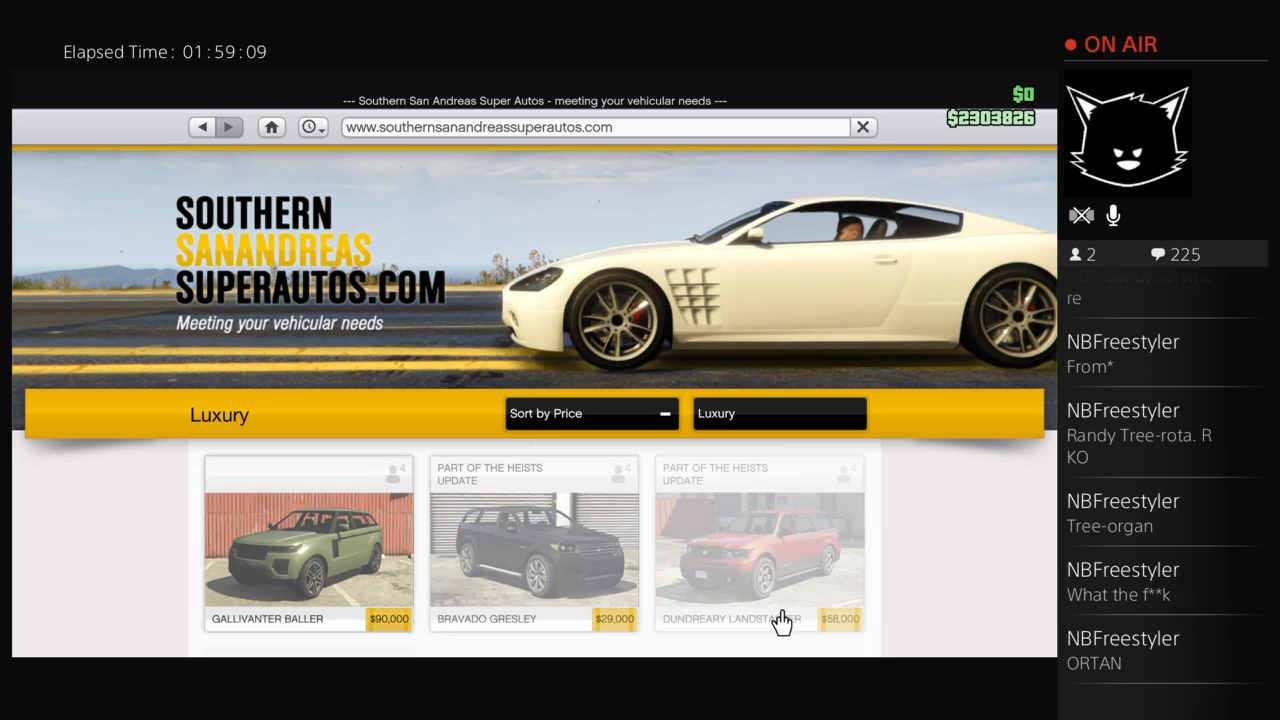 Elapsed Time: 01:59:09
ON AIR
--- Southern San Andreas Super Autos - meeting your vehicular needs ---
$0
$2303826
www.southernsanandreassuperautos.com
SOUTHERN
SANANDREAS
SUPERAUTOS.COM
Meeting your vehicular needs
Luxury
Sort by Price
Luxury
4
PART OF THE HEISTS
UPDATE
4
PART OF THE HEISTS
UPDATE
4
GALLIVANTER BALLER
$90,000
BRAVADO GRESLEY
$29,000
DUNDREARY LANDSTALKER
$58,000
2
225
re
NBFreestyler
From*
NBFreestyler
Randy Tree-rota. R
KO
NBFreestyler
Tree-organ
NBFreestyler
What the f**k
NBFreestyler
ORTAN